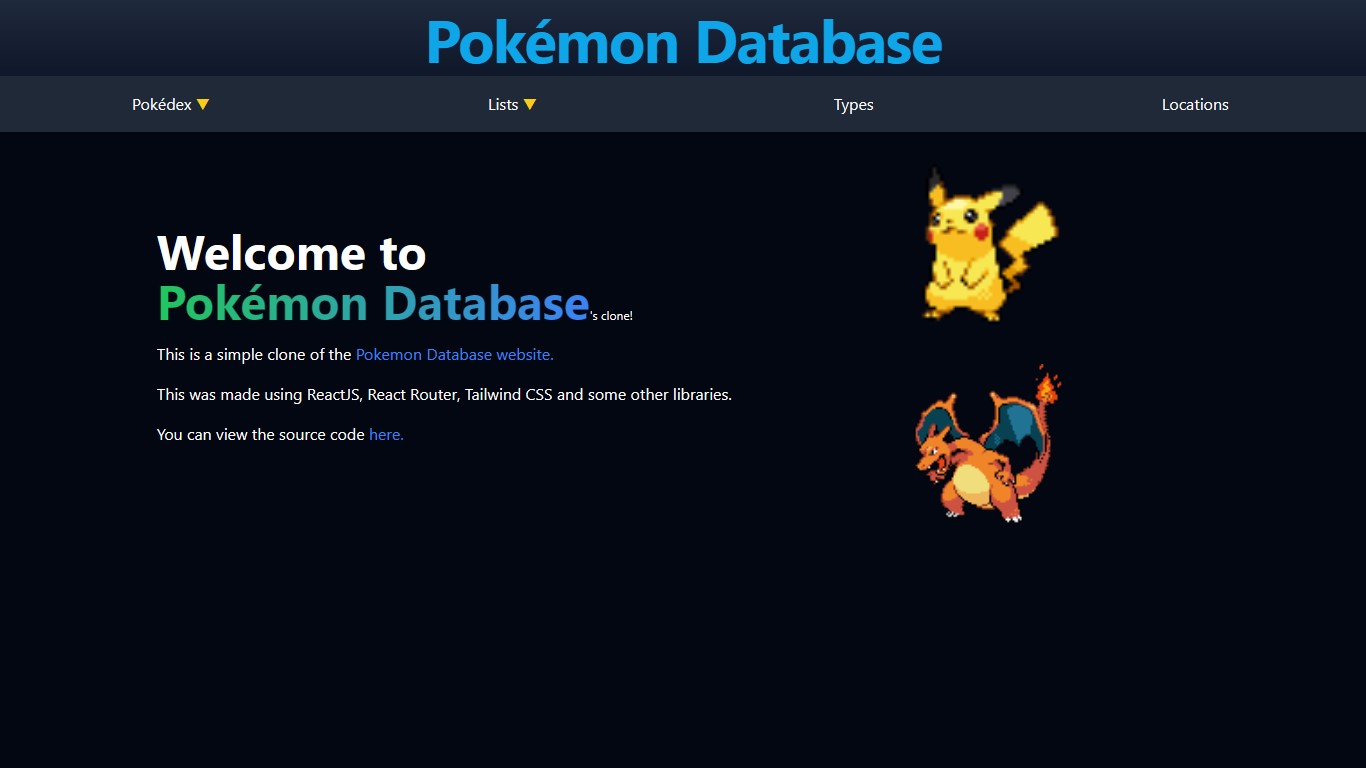 Pokémon Database
Pokédex ▼ Lists ▼ Types Locations
Welcome to
Pokémon Database's clone!
This is a simple clone of the Pokemon Database website.
This was made using ReactJS, React Router, Tailwind CSS and some other libraries.
You can view the source code here.